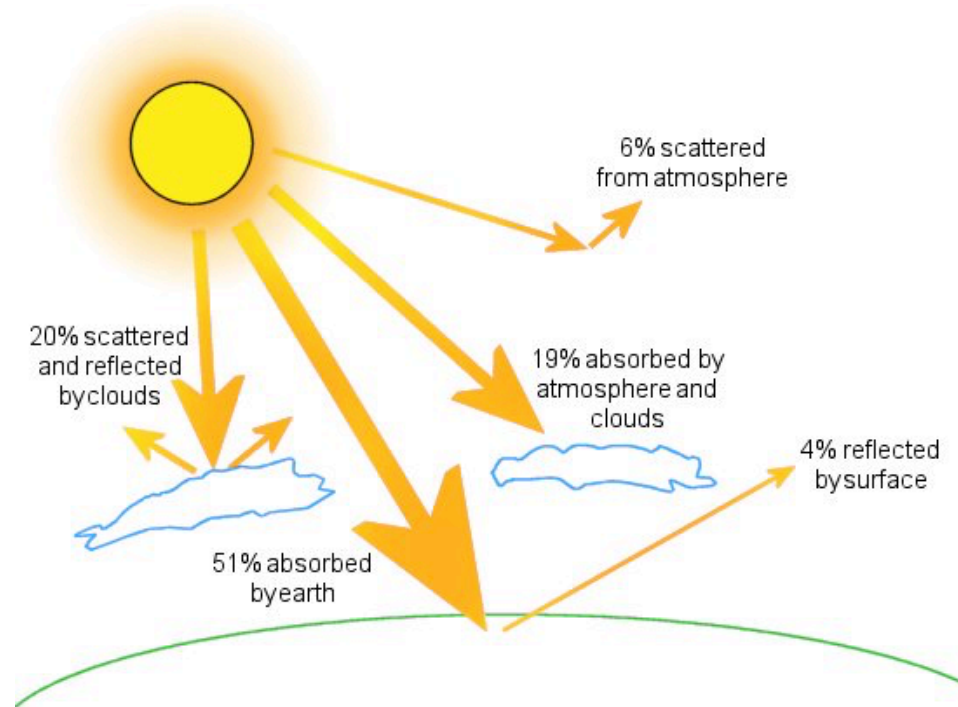 6% scattered
from atmosphere
20% scattered
and reflected
byclouds
19% absorbed by
atmosphere and
clouds
4% reflected
bysurface
51% absorbed
byearth